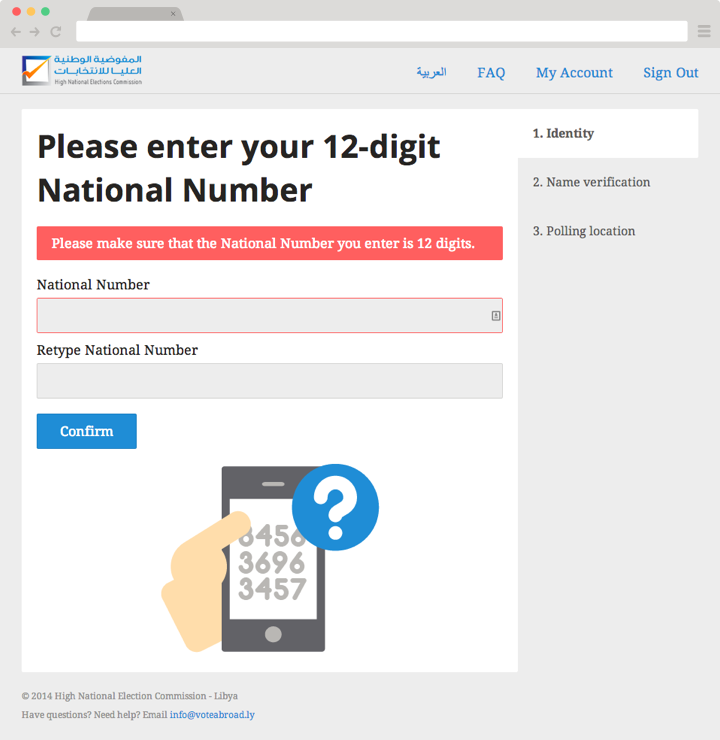 المفوضية الوطنية
العليا للانتخابات
High National Elections Commission
العربية
FAQ
My Account
Sign Out
Please enter your 12-digit
National Number
Please make sure that the National Number you enter is 12 digits.
National Number
Retype National Number
Confirm
1. Identity
2. Name verification
3. Polling location
?
3456
3696
3457
© 2014 High National Election Commission - Libya
Have questions? Need help? Email info@voteabroad.ly